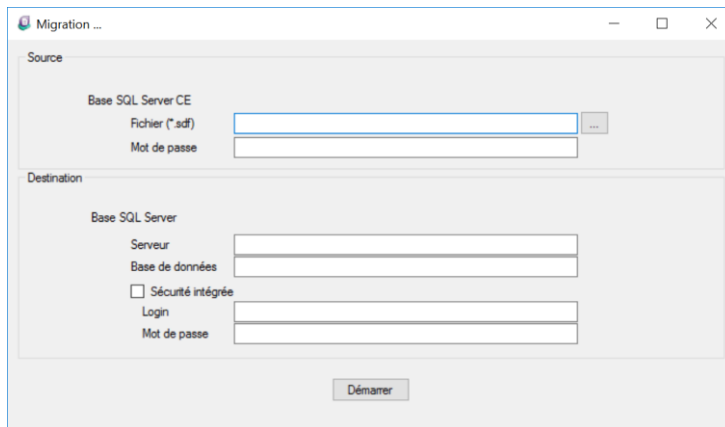 Migration ...
Source
Base SQL Server CE
Fichier (*.sdf)
...
Mot de passe
Destination
Base SQL Server
Serveur
Base de données
Sécurité intégrée
Login
Mot de passe
Démarrer